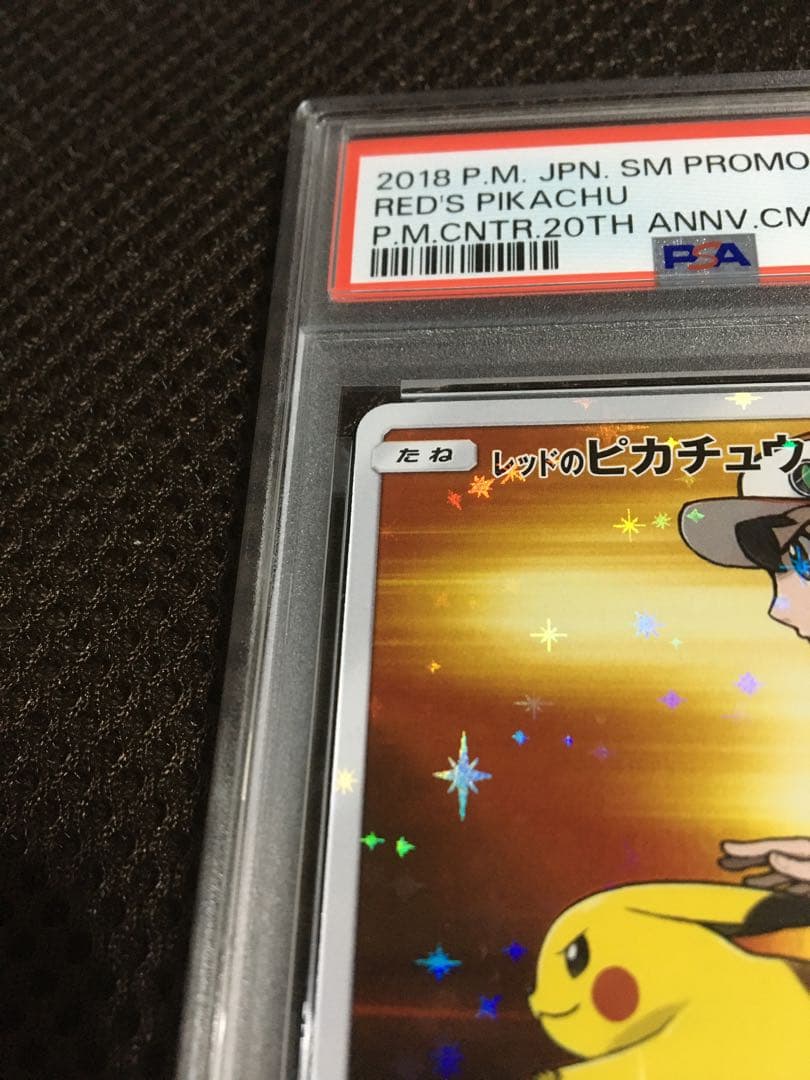 2018 P.M. JPN. SM PROMO
RED'S PIKACHU
P.M.CNTR.20TH ANNV.CM
PSA
たね レッドのピカチュウ